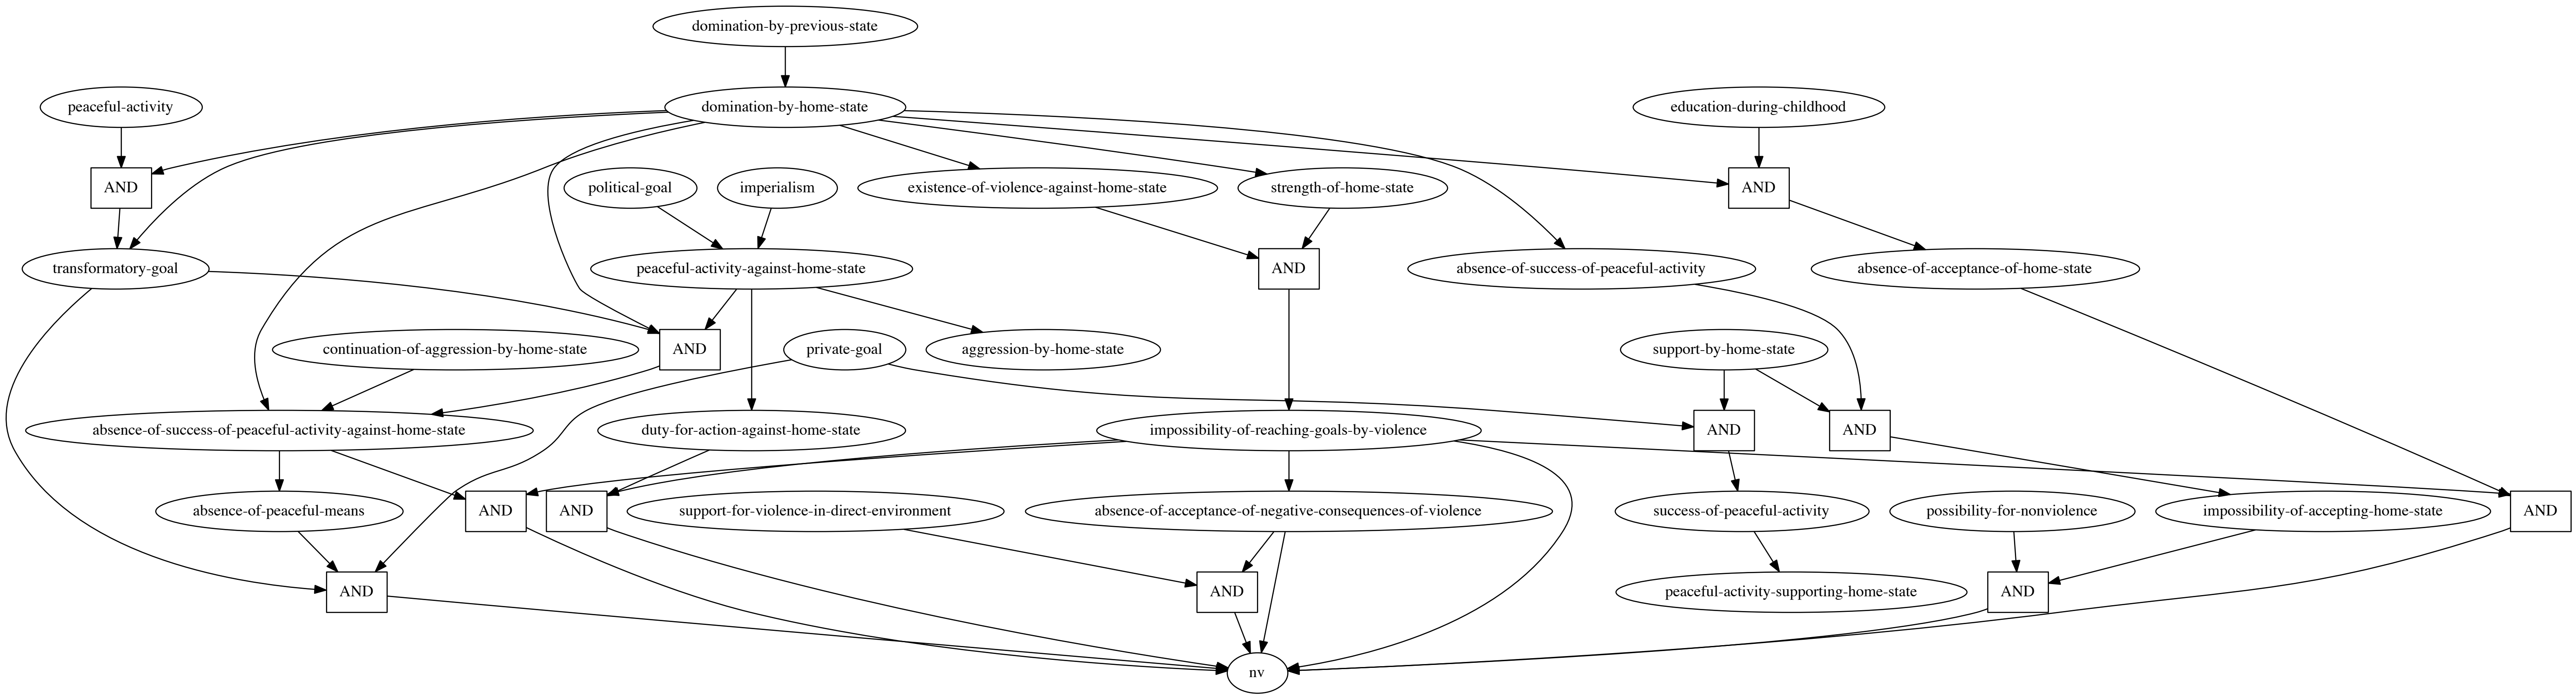 domination-by-previous-state
peaceful-activity
domination-by-home-state
education-during-childhood
AND
political-goal
imperialism
existence-of-violence-against-home-state
strength-of-home-state
AND
transformatory-goal
peaceful-activity-against-home-state
AND
absence-of-success-of-peaceful-activity
absence-of-acceptance-of-home-state
continuation-of-aggression-by-home-state
AND
private-goal
aggression-by-home-state
support-by-home-state
absence-of-success-of-peaceful-activity-against-home-state
duty-for-action-against-home-state
impossibility-of-reaching-goals-by-violence
AND
AND
absence-of-peaceful-means
AND
AND
support-for-violence-in-direct-environment
absence-of-acceptance-of-negative-consequences-of-violence
success-of-peaceful-activity
possibility-for-nonviolence
impossibility-of-accepting-home-state
AND
AND
AND
peaceful-activity-supporting-home-state
AND
nv